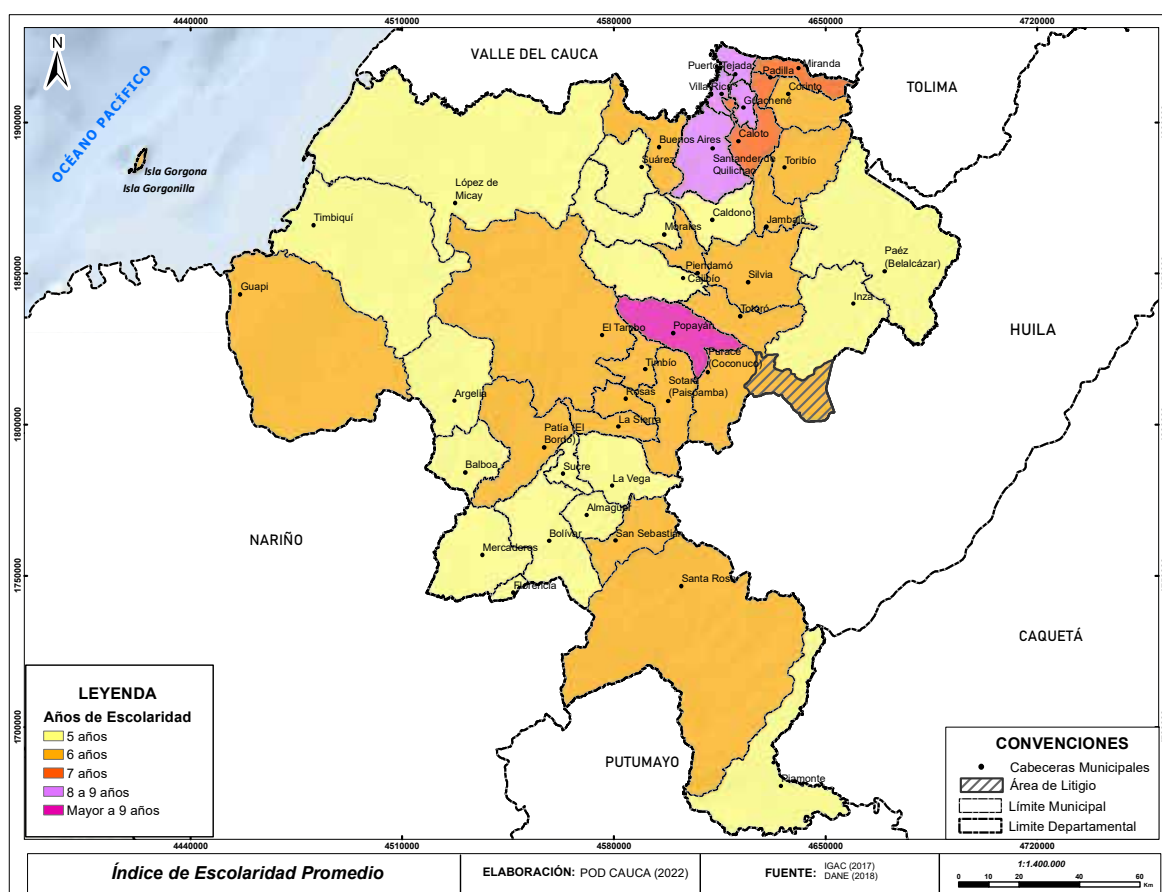 4440000
4510000
4580000
4650000
4720000
N
VALLE DEL CAUCA
TOLIMA
OCÉANO PACÍFICO
1900000
1850000
1800000
1750000
1700000
Isla Gorgona
Isla Gorgonilla
Puerto Tejada
Padilla
Miranda
Villa Rica
Corinto
Guachené
Buenos Aires
Caloto
Suárez
Santander de
Quilichao
Toribío
López de
Micay
Timbiquí
Caldono
Jambaló
Morales
Paéz
(Belalcázar)
Piendamó
Cajibío
Silvia
Inza
Guapi
Totoró
El Tambo
Popayán
HUILA
Puracé
(Coconuco)
Timbío
Sotará
(Paispamba)
Argelia
Rosas
La Sierra
Patía (El
Bordo)
Balboa
Sucre
La Vega
Almaguer
NARIÑO
Mercaderes
Bolívar
San Sebastián
Florencia
Santa Rosa
CAQUETÁ
PUTUMAYO
Piamonte
LEYENDA
Años de Escolaridad
5 años
6 años
7 años
8 a 9 años
Mayor a 9 años
CONVENCIONES
Cabeceras Municipales
Área de Litigio
Límite Municipal
Limite Departamental
4440000
4510000
4580000
4650000
4720000
Índice de Escolaridad Promedio
ELABORACIÓN: POD CAUCA (2022)
FUENTE: IGAC (2017)
DANE (2018)
1:1.400.000
0 10 20 40 60
Km